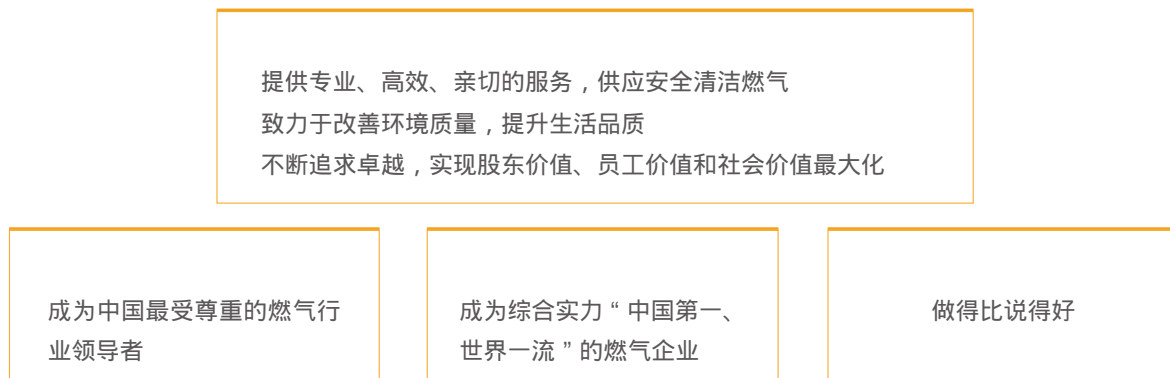 提供专业、高效、亲切的服务，供应安全清洁燃气
致力于改善环境质量，提升生活品质
不断追求卓越，实现股东价值、员工价值和社会价值最大化
成为中国最受尊重的燃气行
业领导者
成为综合实力“中国第一、
世界一流”的燃气企业
做得比说得好